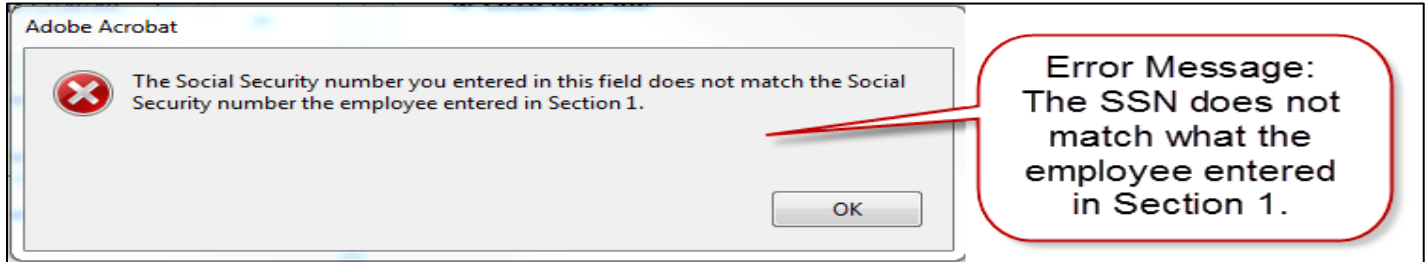 Adobe Acrobat
The Social Security number you entered in this field does not match the Social
Security number the employee entered in Section 1.
OK
Error Message:
The SSN does not
match what the
employee entered
in Section 1.